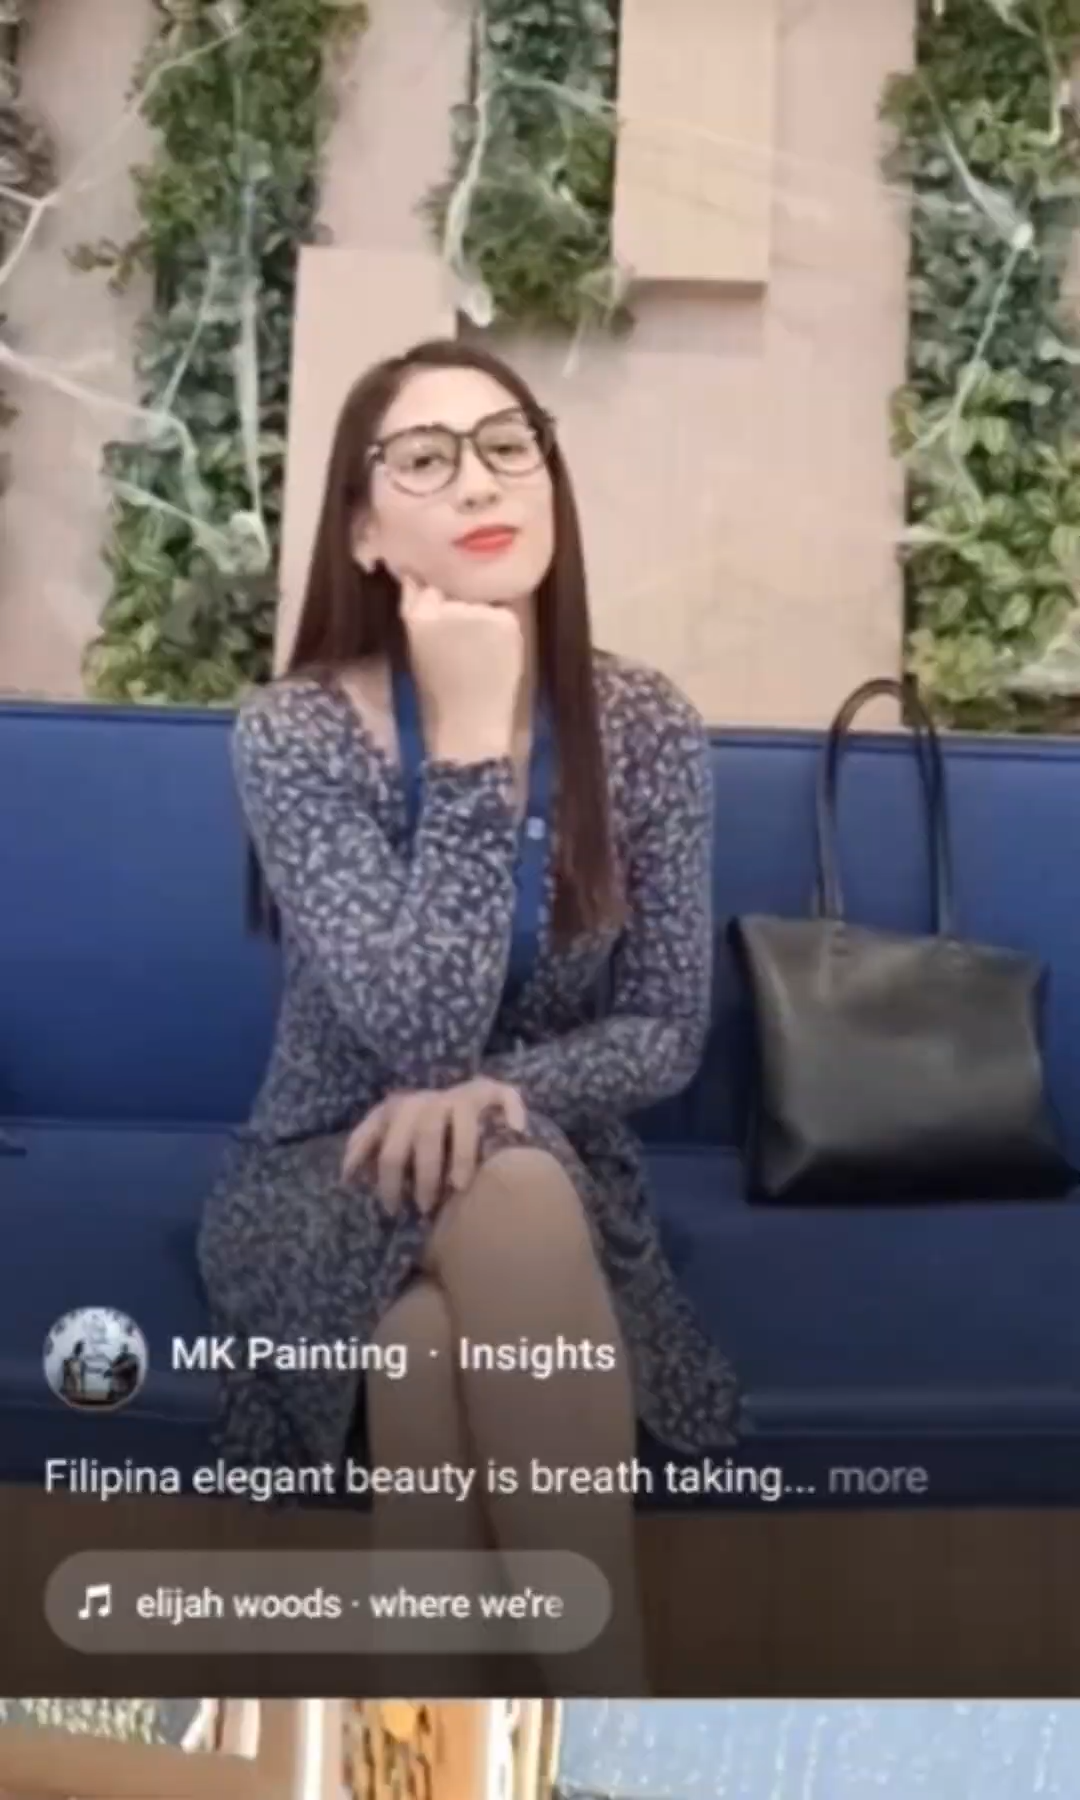 MK Painting · Insights
Filipina elegant beauty is breath taking... more
elijah woods · where we're